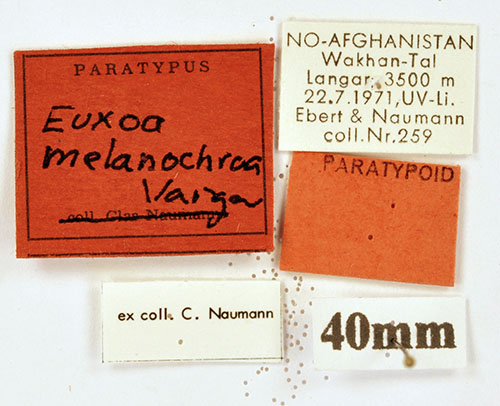 PARATYPUS
Euxoa
melanochroa
Varga
coll. Clas Naumann
NO-AFGHANISTAN
Wakhan-Tal
Langar, 3500 m
22.7.1971,UV-Li.
Ebert & Naumann
coll.Nr.259
PARATYPOID
ex coll. C. Naumann
40mm